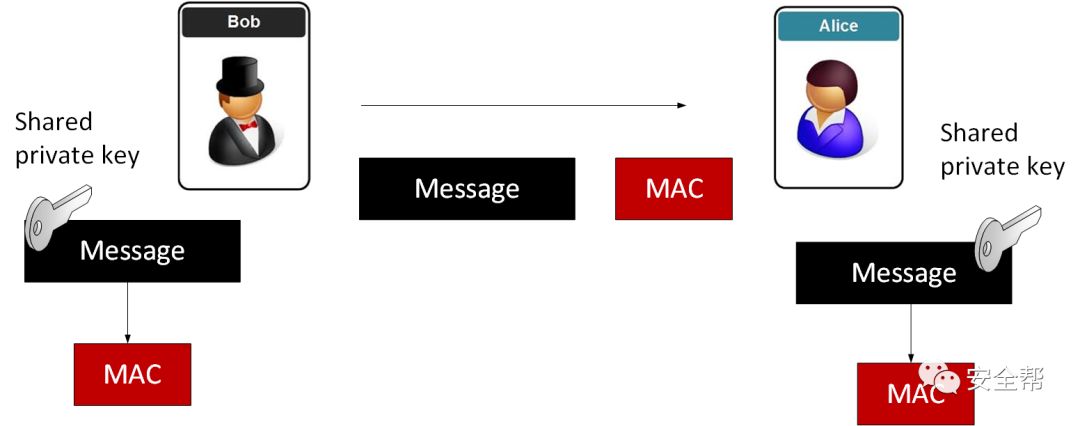 Bob
Alice
Shared
private key
Message
MAC
Shared
private key
Message
Message
MAC
MAC
安全帮